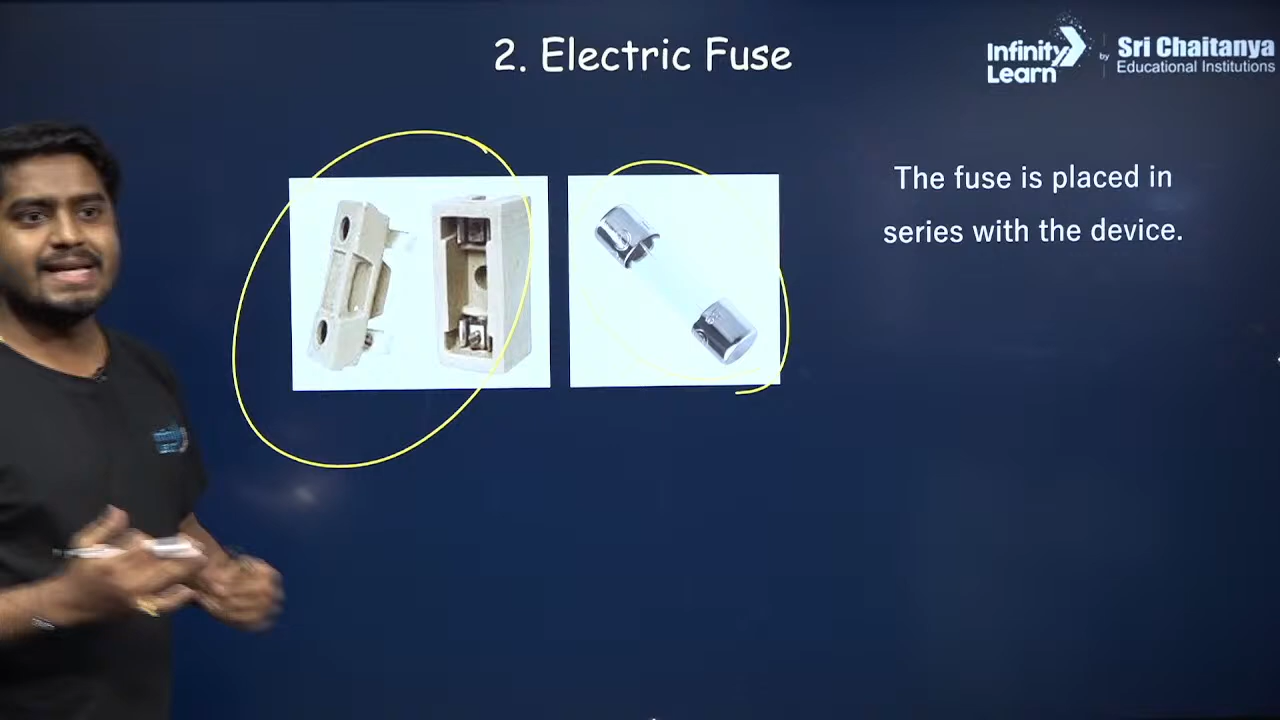 2. Electric Fuse
Infinity
Learn
by
Sri Chaitanya
Educational Institutions
The fuse is placed in
series with the device.